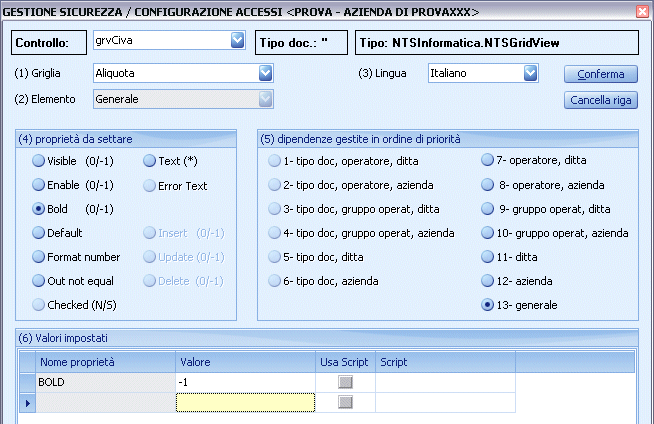 GESTIONE SICUREZZA / CONFIGURAZIONE ACCESSI <PROVA - AZIENDA DI PROVAXXX>
Controllo: grvCiva Tipo doc.: '' Tipo: NTSInformatica.NTSGridView
(1) Griglia Aliquota (3) Lingua Italiano Conferma
(2) Elemento Generale Cancella riga
(4) proprietà da settare
Visible (0/-1) Text (*)
Enable (0/-1) Error Text
Bold (0/-1)
Default Insert (0/-1)
Format number Update (0/-1)
Out not equal Delete (0/-1)
Checked (N/S)
(5) dipendenze gestite in ordine di priorità
1- tipo doc, operatore, ditta
2- tipo doc, operatore, azienda
3- tipo doc, gruppo operat, ditta
4- tipo doc, gruppo operat, azienda
5- tipo doc, ditta
6- tipo doc, azienda
7- operatore, ditta
8- operatore, azienda
9- gruppo operat, ditta
10- gruppo operat, azienda
11- ditta
12- azienda
13- generale
(6) Valori impostati
Nome proprietà Valore Usa Script Script
BOLD -1